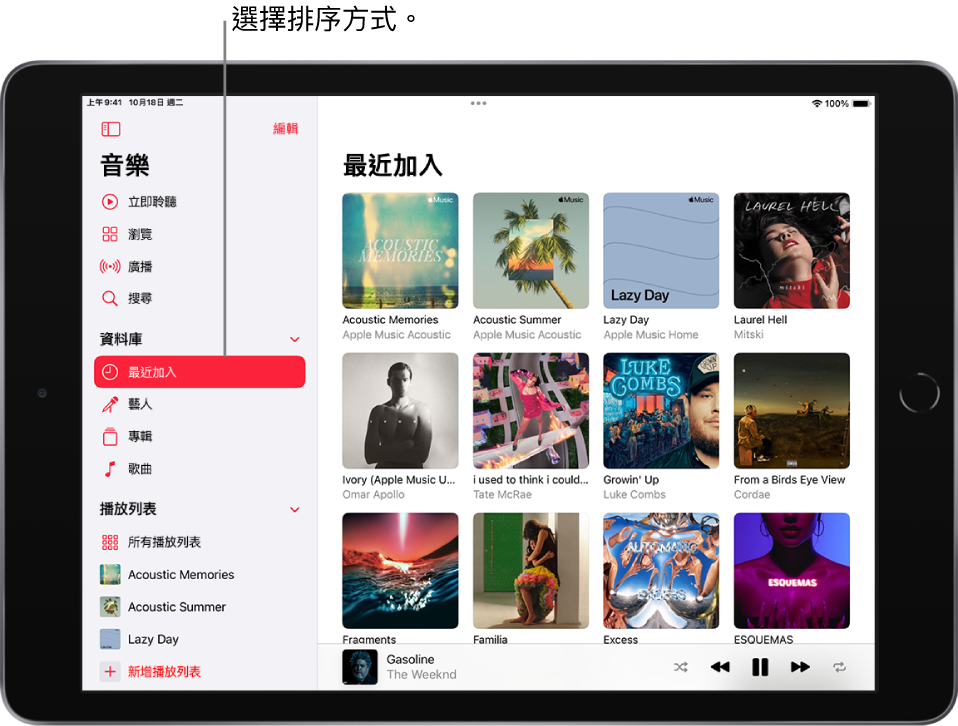 選擇排序方式。
上午9:41 10月18日 週二
100%
編輯
音樂
立即聆聽
瀏覽
廣播
搜尋
資料庫
最近加入
藝人
專輯
歌曲
播放列表
所有播放列表
Acoustic Memories
Acoustic Summer
Lazy Day
新增播放列表
最近加入
Music
ACOUSTIC
MEMORIES
Music
Music
Lazy Day
LAUREL HELL
mitski
Acoustic Memories
Apple Music Acoustic
Acoustic Summer
Apple Music Acoustic
Lazy Day
Apple Music Home
Laurel Hell
Mitski
LUKE
COMBS
Ivory (Apple Music U...
Omar Apollo
i used to think i could...
Tate McRae
Growin' Up
Luke Combs
From a Birds Eye View
Cordae
AUTOMATIC
EXCESS
ESQUEMAS
Fragments
Familia
Excess
ESQUEMAS
Gasoline
The Weeknd